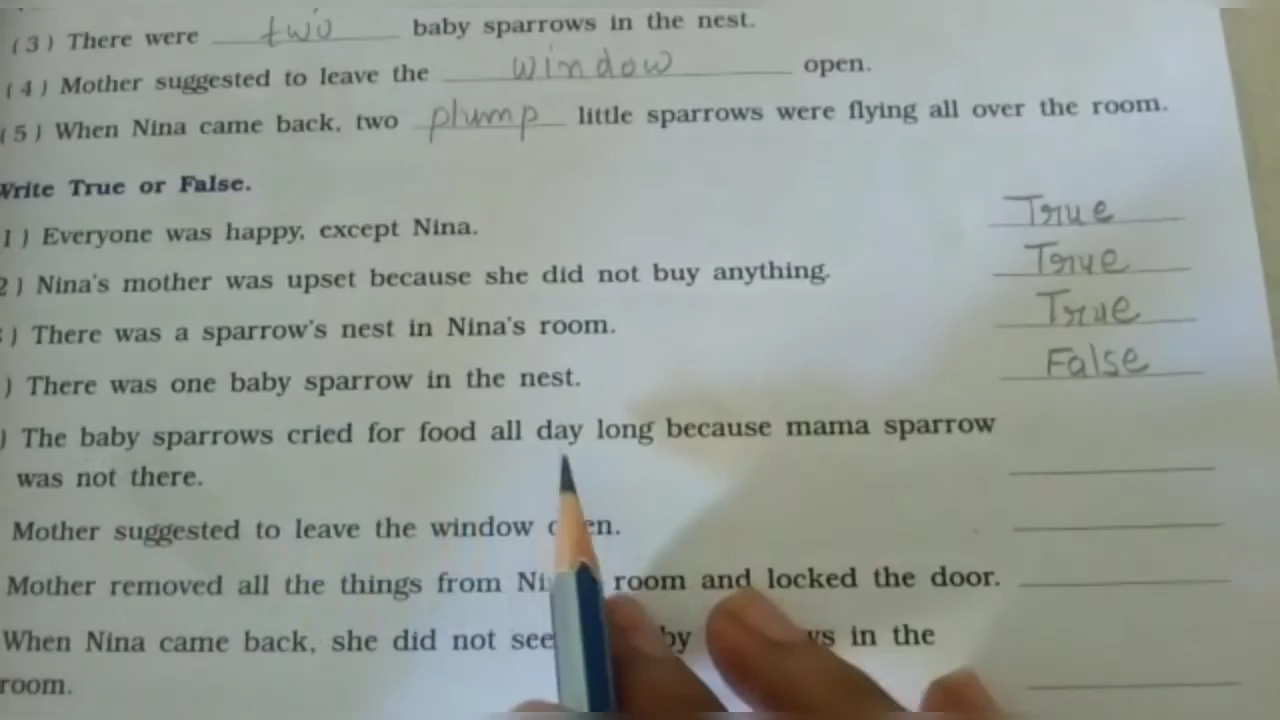 (3) There were two baby sparrows in the nest.
(4) Mother suggested to leave the window open.
(5) When Nina came back, two plump little sparrows were flying all over the room.
Write True or False.
1) Everyone was happy, except Nina. True
2) Nina's mother was upset because she did not buy anything. True
) There was a sparrow's nest in Nina's room. True
) There was one baby sparrow in the nest. False
) The baby sparrows cried for food all day long because mama sparrow
was not there.
Mother suggested to leave the window open.
Mother removed all the things from room and locked the door.
When Nina came back, she did not see in the
room.